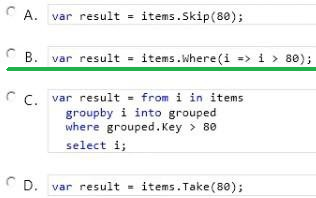 A. var result = items.Skip(80);
B. var result = items.Where(i => i > 80);
C. var result = from i in items
groupby i into grouped
where grouped.Key > 80
select i;
D. var result = items.Take(80);